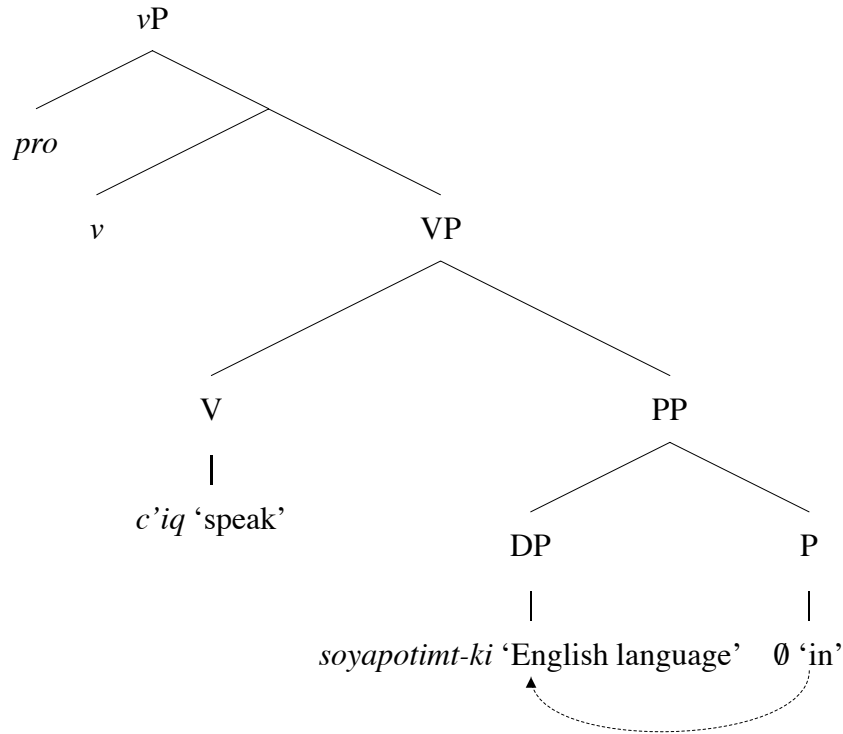 vP
pro
v VP
V PP
c’iq ‘speak’
DP P
soyapotimt-ki ‘English language’ ∅ ‘in’